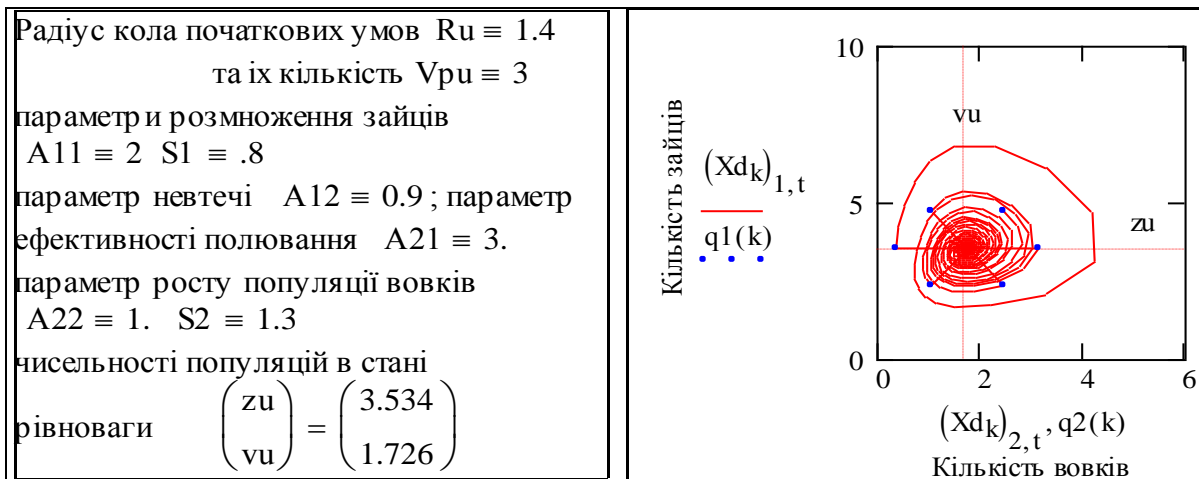 Радіус кола початкових умов Ru ≡ 1.4
та іх кількість Vpu ≡ 3
параметри розмноження зайців
A11 ≡ 2 S1 ≡ .8
параметр невтечі A12 ≡ 0.9 ; параметр
ефективності полювання A21 ≡ 3.
параметр росту популяції вовків
A22 ≡ 1. S2 ≡ 1.3
чисельності популяцій в стані
рівноваги (zu vu) = (3.534 1.726)
Кількість зайців
(Xd_k)_1,t
q1(k)
10
5
0
vu
zu
0 2 4 6
(Xd_k)_2,t , q2(k)
Кількість вовків